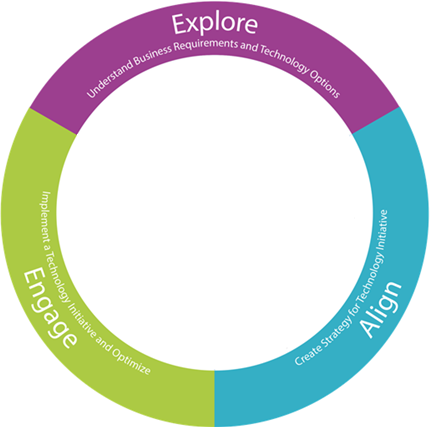 Explore
Understand Business Requirements and Technology Options
Align
Create Strategy for Technology Initiative
Engage
Implement a Technology Initiative and Optimize